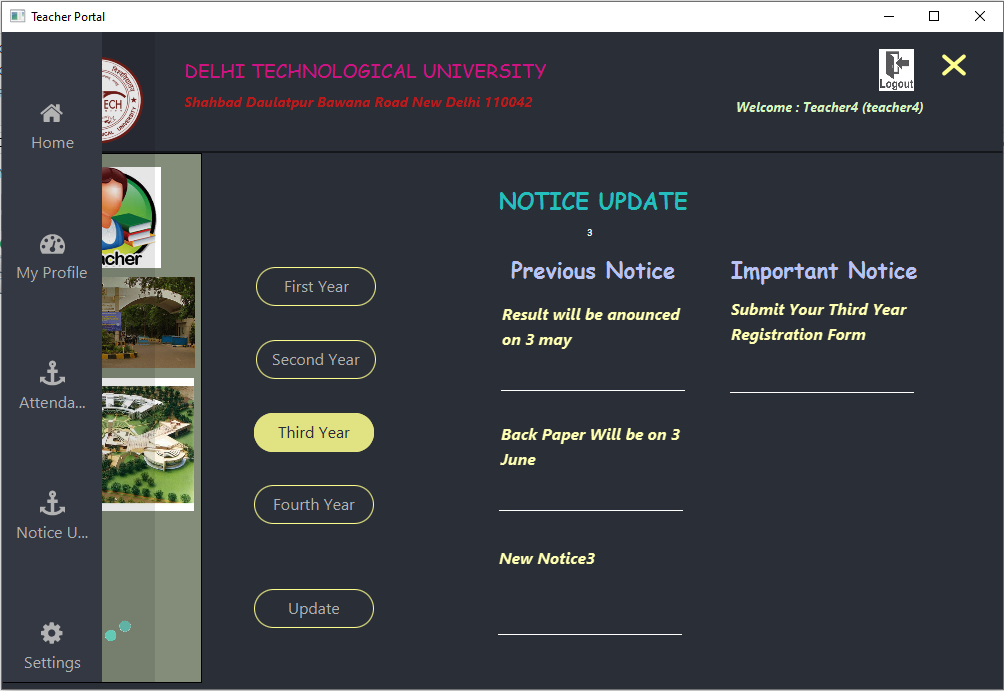 Teacher Portal
DELHI TECHNOLOGICAL UNIVERSITY
Shahbad Daulatpur Bawana Road New Delhi 110042
Logout
Welcome : Teacher4 (teacher4)
TECH
Home
My Profile
Attenda...
Notice U...
Settings
acher
First Year
Second Year
Third Year
Fourth Year
Update
NOTICE UPDATE
3
Previous Notice
Result will be anounced
on 3 may
Back Paper Will be on 3
June
New Notice3
Important Notice
Submit Your Third Year
Registration Form